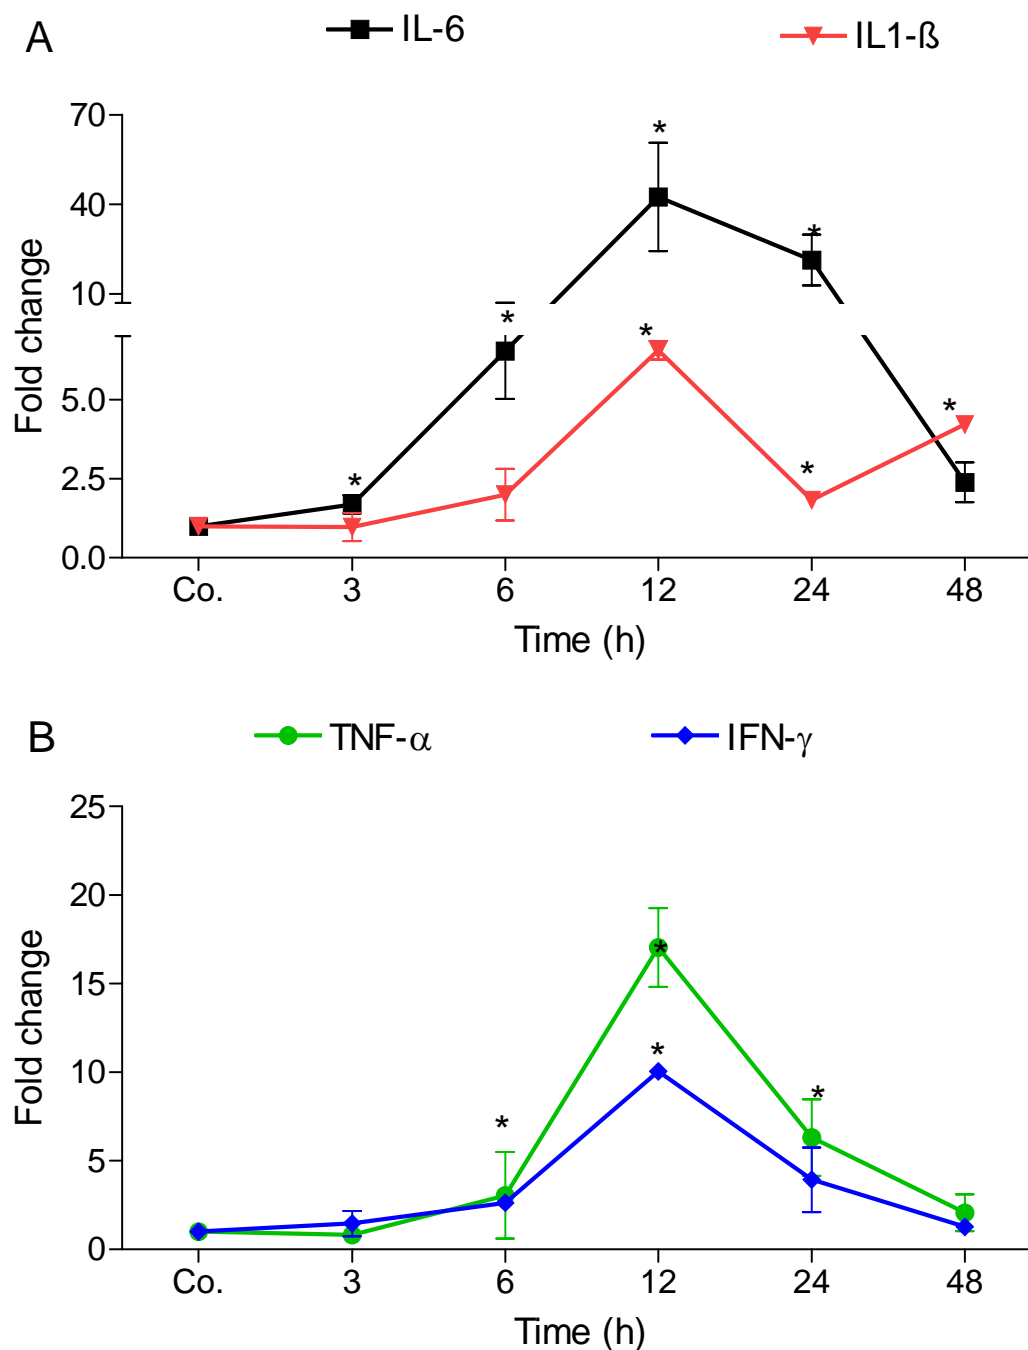 A
IL-6
IL1-ß
70
*
40
*
10
*
*
Fold change
5.0
*
*
*
2.5
0.0
Co. 3 6 12 24 48
Time (h)
B
TNF-α
IFN-γ
25
20
*
15
Fold change
10
*
*
*
5
0
Co. 3 6 12 24 48
Time (h)